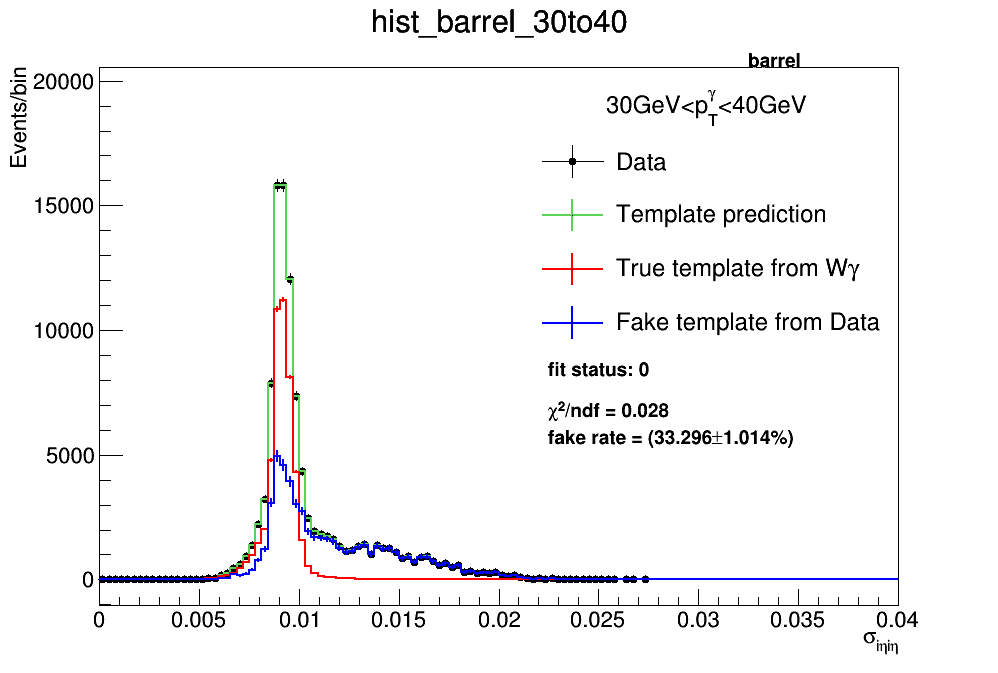 hist_barrel_30to40
barrel
Events/bin
20000
15000
10000
5000
0
30GeV<p_T^γ<40GeV
Data
Template prediction
True template from Wγ
Fake template from Data
fit status: 0
χ²/ndf = 0.028
fake rate = (33.296±1.014%)
0 0.005 0.01 0.015 0.02 0.025 0.03 0.035 0.04
σ_iηiη